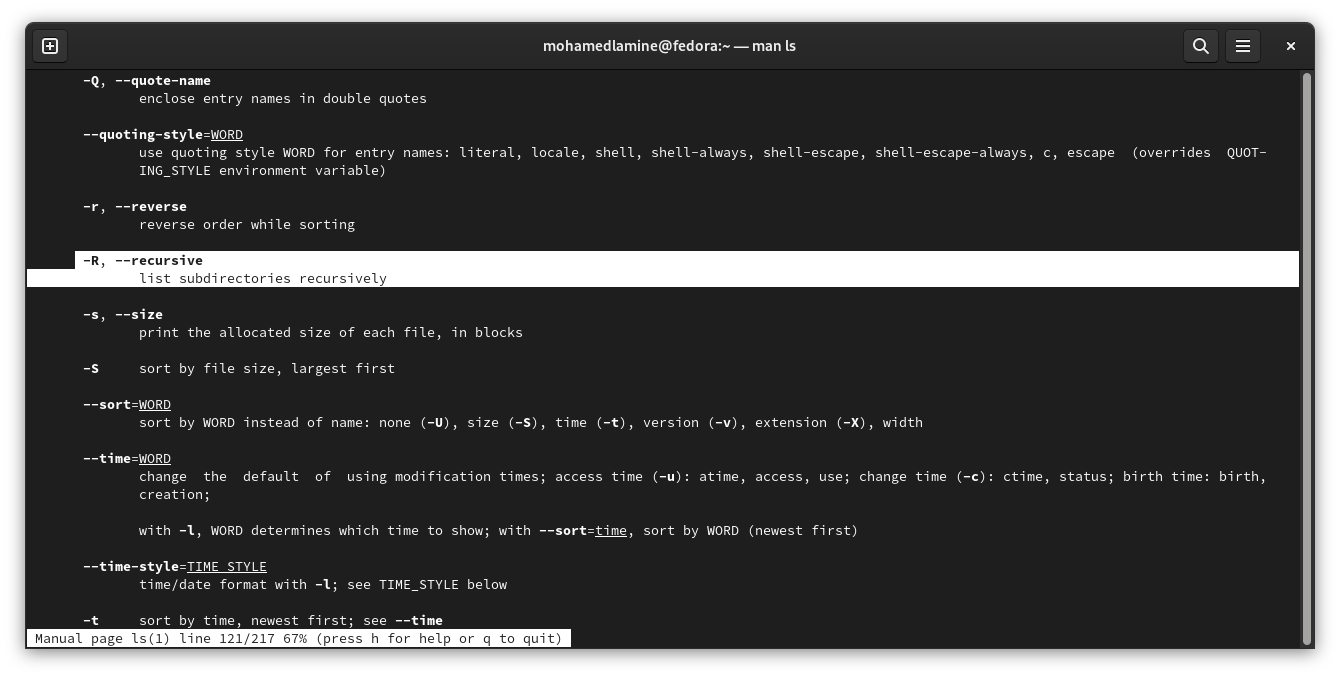 mohamedlamine@fedora:~ — man ls
-Q, --quote-name
enclose entry names in double quotes
--quoting-style=WORD
use quoting style WORD for entry names: literal, locale, shell, shell-always, shell-escape, shell-escape-always, c, escape  (overrides  QUOT-
ING_STYLE environment variable)
-r, --reverse
reverse order while sorting
-R, --recursive
list subdirectories recursively
-s, --size
print the allocated size of each file, in blocks
-S     sort by file size, largest first
--sort=WORD
sort by WORD instead of name: none (-U), size (-S), time (-t), version (-v), extension (-X), width
--time=WORD
change  the  default  of  using modification times; access time (-u): atime, access, use; change time (-c): ctime, status; birth time: birth,
creation;
with -l, WORD determines which time to show; with --sort=time, sort by WORD (newest first)
--time-style=TIME_STYLE
time/date format with -l; see TIME_STYLE below
-t     sort by time, newest first; see --time
Manual page ls(1) line 121/217 67% (press h for help or q to quit)